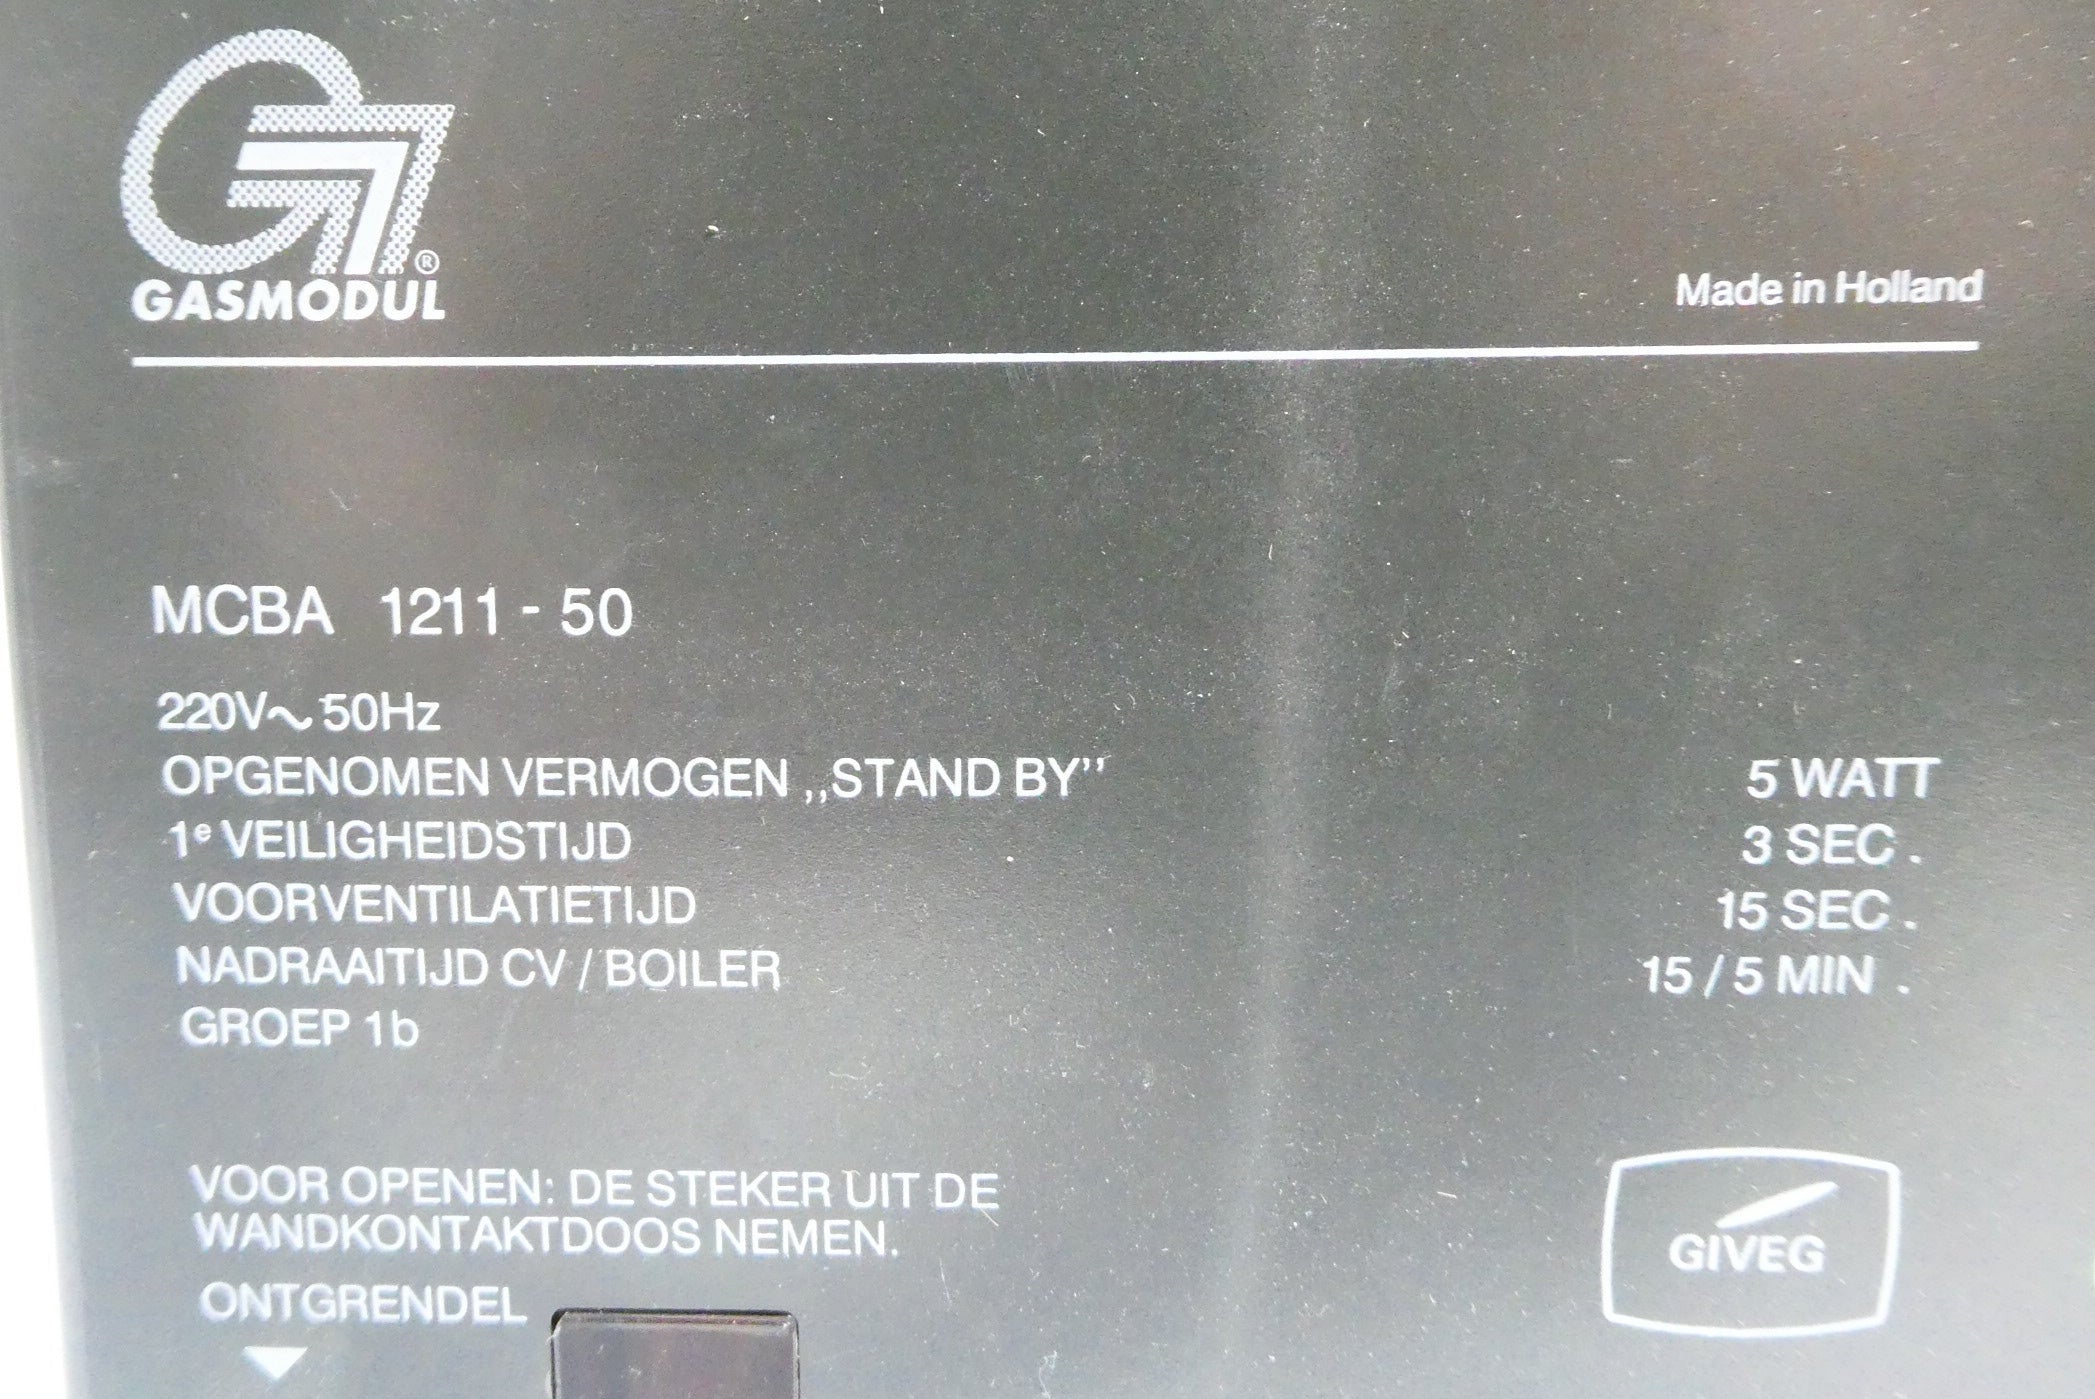 GASMODUL®
Made in Holland
MCBA 1211 - 50
220V~ 50Hz
OPGENOMEN VERMOGEN ,,STAND BY'' 5 WATT
1e VEILIGHEIDSTIJD 3 SEC.
VOORVENTILATIETIJD 15 SEC.
NADRAAITIJD CV / BOILER 15 / 5 MIN.
GROEP 1b
VOOR OPENEN: DE STEKER UIT DE
WANDKONTAKTDOOS NEMEN.
GIVEG
ONTGRENDEL